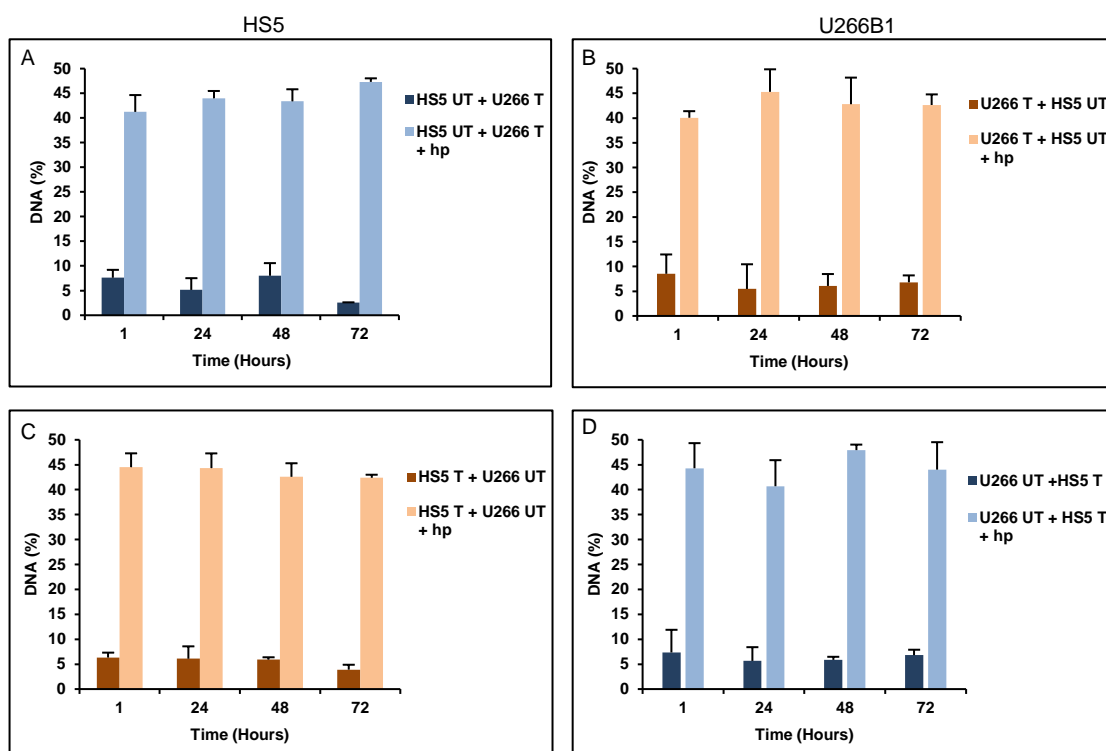 HS5
U266B1
A
50
45
40
35
30
25
20
15
10
5
0
DNA (%)
1 24 48 72
Time (Hours)
HS5 UT + U266 T
HS5 UT + U266 T
+ hp
B
50
45
40
35
30
25
20
15
10
5
0
DNA (%)
1 24 48 72
Time (Hours)
U266 T + HS5 UT
U266 T + HS5 UT
+ hp
C
50
45
40
35
30
25
20
15
10
5
0
DNA (%)
1 24 48 72
Time (Hours)
HS5 T + U266 UT
HS5 T + U266 UT
+ hp
D
50
45
40
35
30
25
20
15
10
5
0
DNA (%)
1 24 48 72
Time (Hours)
U266 UT +HS5 T
U266 UT + HS5 T
+ hp